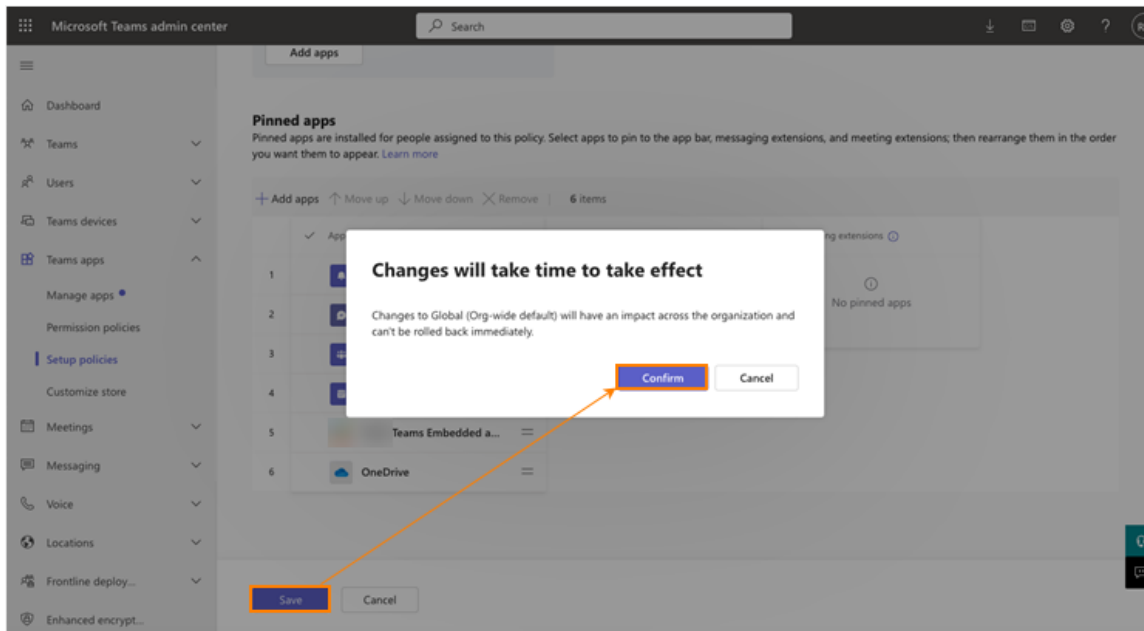 Microsoft Teams admin center
Search
Add apps
Dashboard
Teams
Users
Teams devices
Teams apps
Manage apps
Permission policies
Setup policies
Customize store
Meetings
Messaging
Voice
Locations
Frontline deploy...
Enhanced encrypt...
Pinned apps
Pinned apps are installed for people assigned to this policy. Select apps to pin to the app bar, messaging extensions, and meeting extensions; then rearrange them in the order
you want them to appear. Learn more
Add apps Move up Move down Remove | 6 items
App
ng extensions
1
No pinned apps
2
3
4
5 Teams Embedded a...
6 OneDrive
Changes will take time to take effect
Changes to Global (Org-wide default) will have an impact across the organization and
can't be rolled back immediately.
Confirm Cancel
Save Cancel